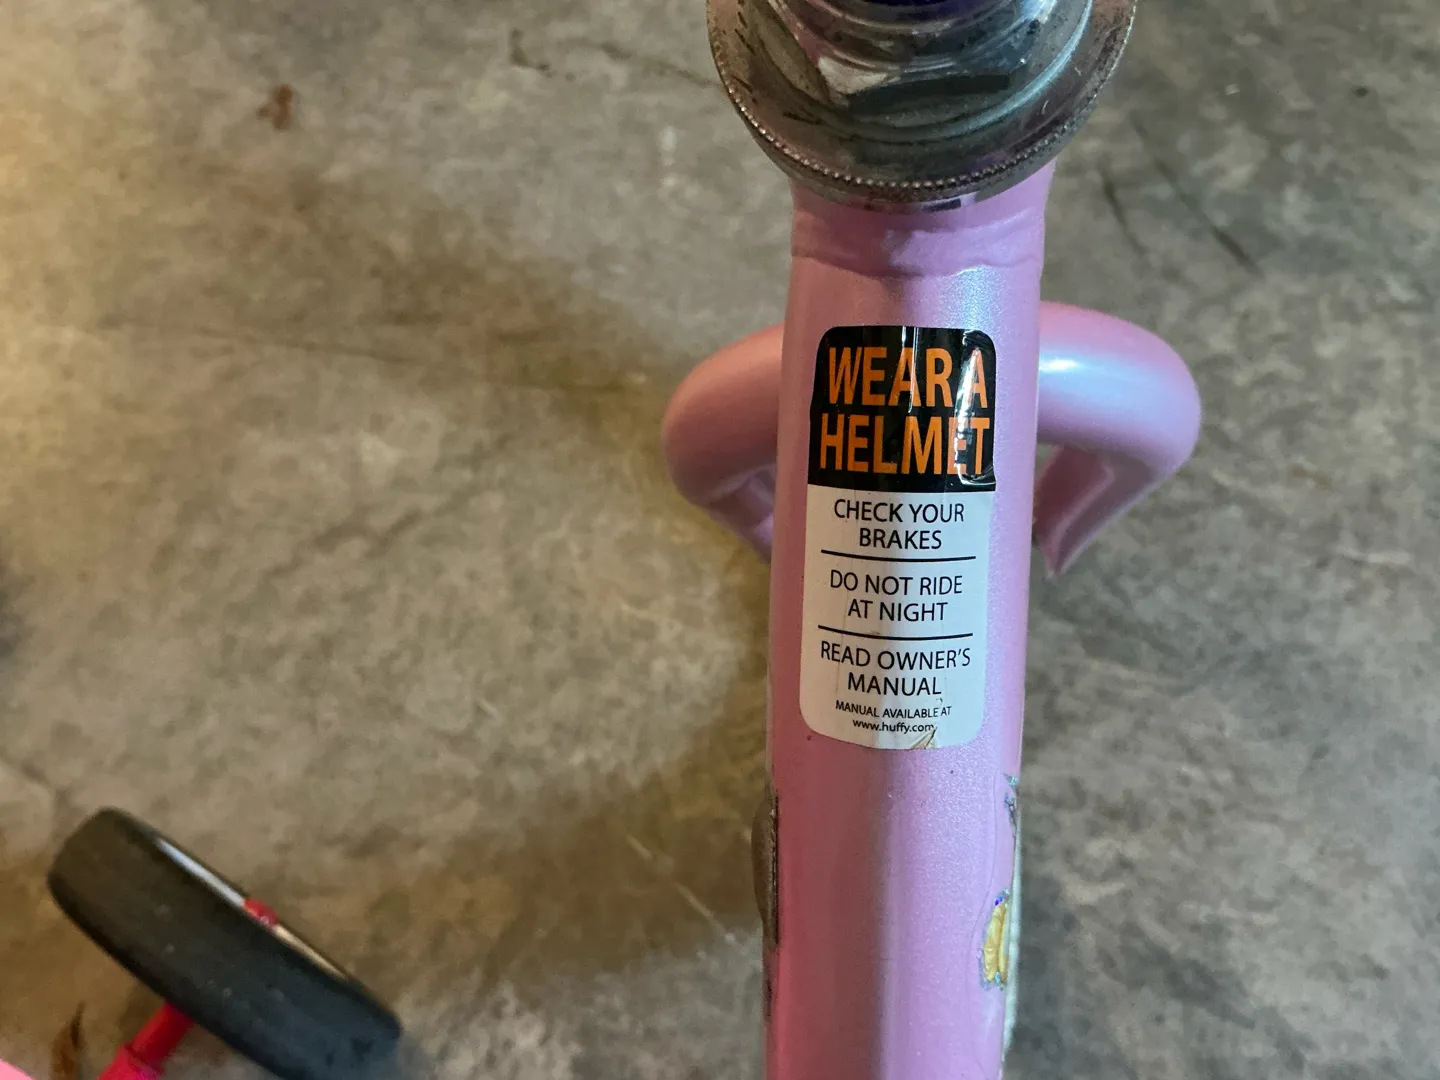 WEAR A
HELMET
CHECK YOUR
BRAKES
DO NOT RIDE
AT NIGHT
READ OWNER'S
MANUAL
MANUAL AVAILABLE AT
www.huffy.com